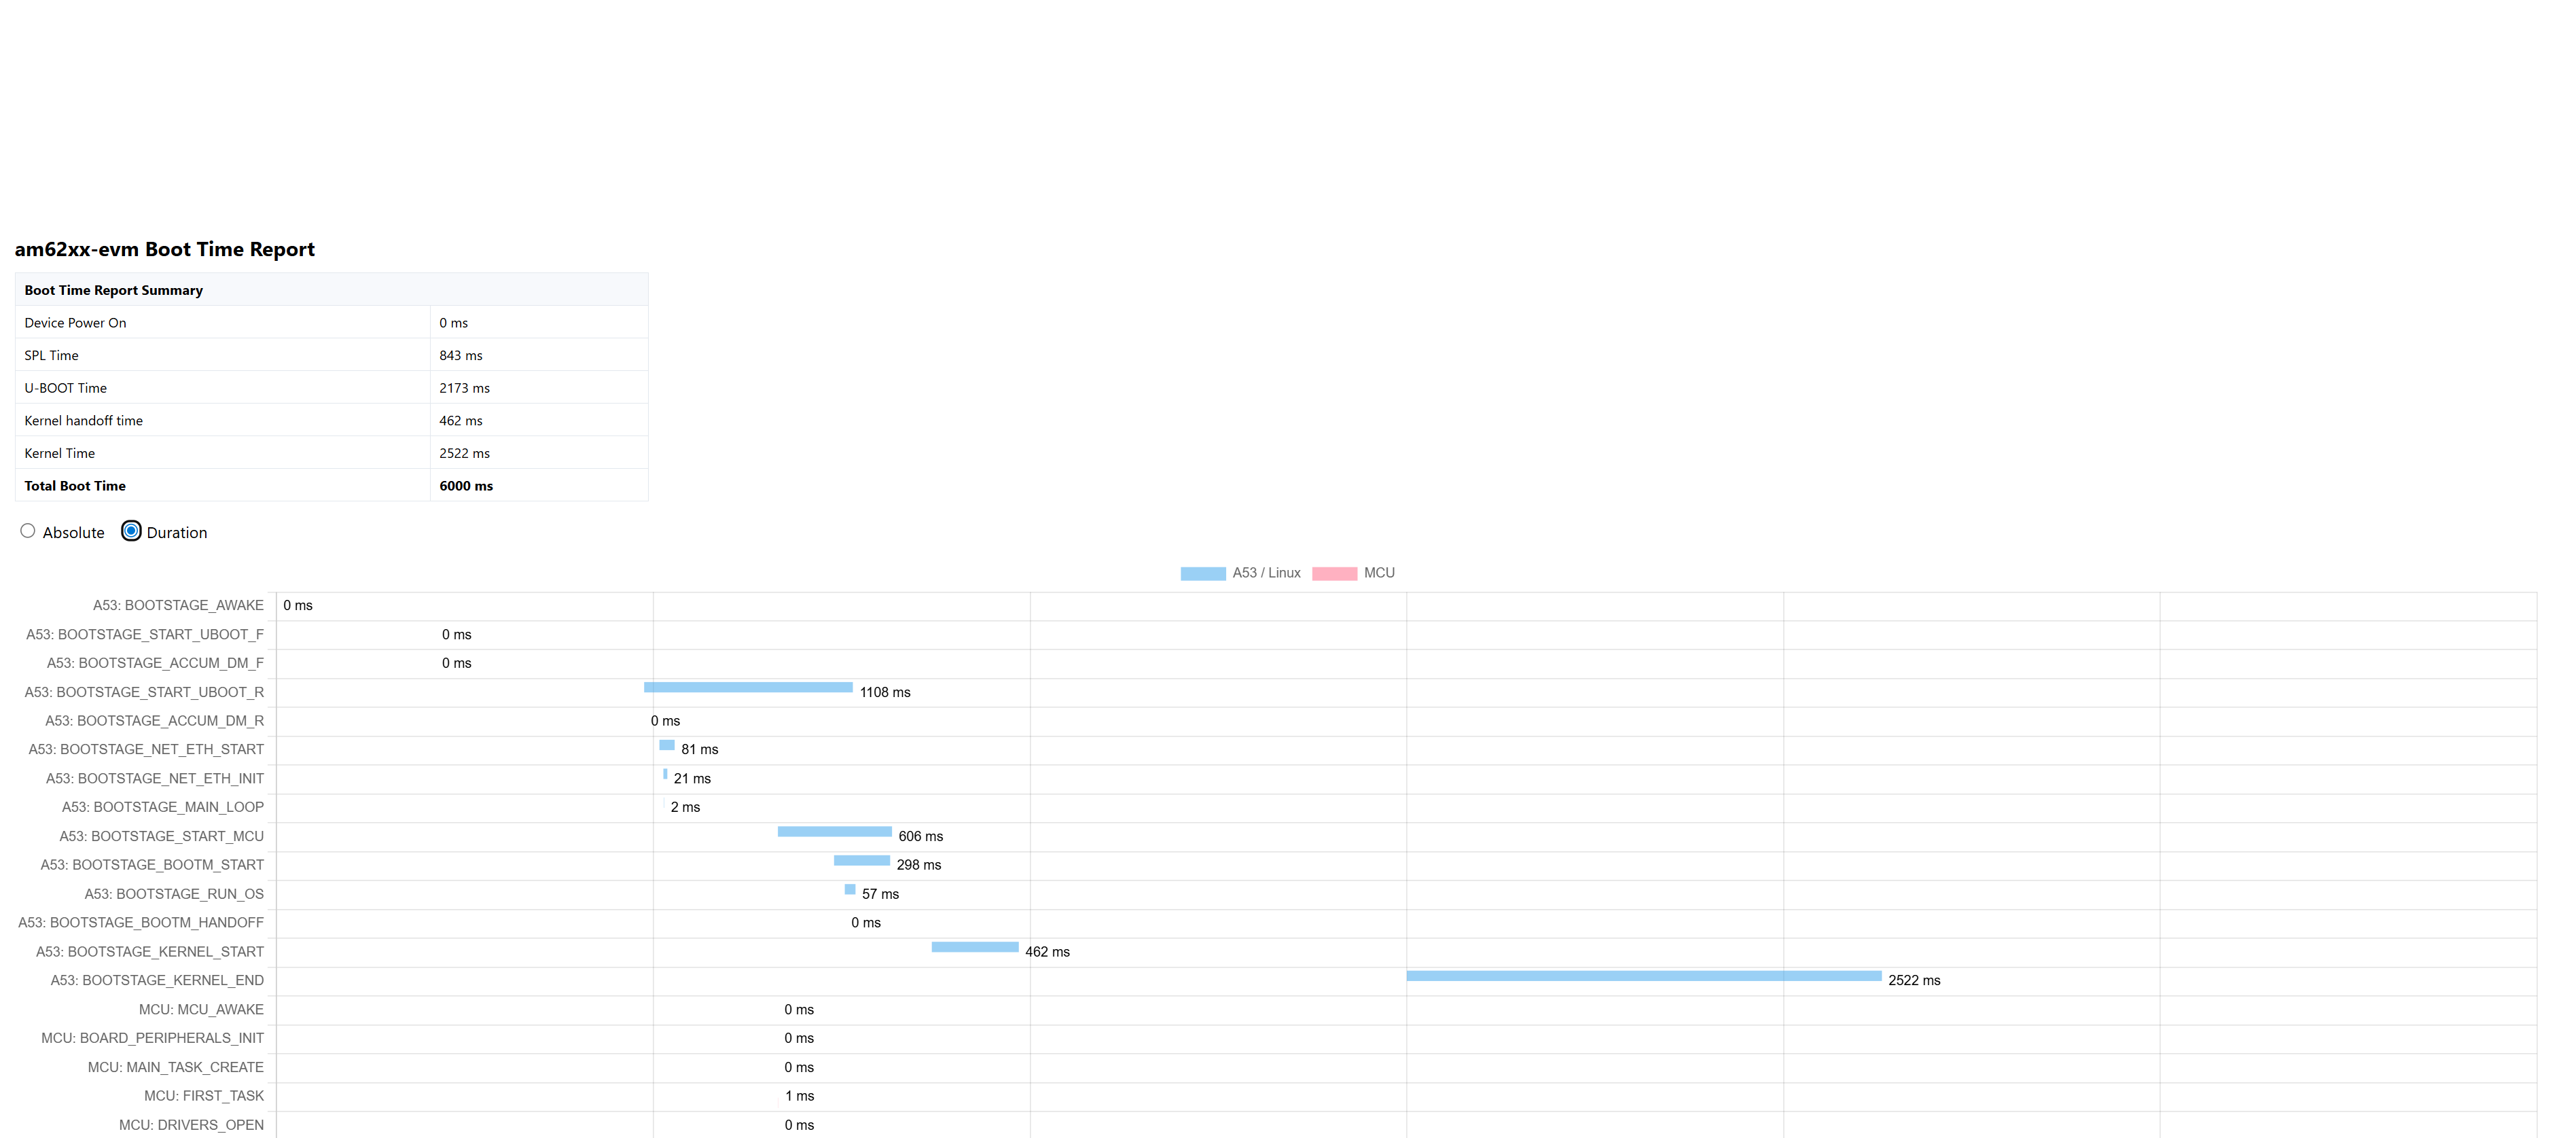 am62xx-evm Boot Time Report
Boot Time Report Summary
Device Power On 0 ms
SPL Time 843 ms
U-BOOT Time 2173 ms
Kernel handoff time 462 ms
Kernel Time 2522 ms
Total Boot Time 6000 ms
Absolute Duration
A53 / Linux MCU
A53: BOOTSTAGE_AWAKE 0 ms
A53: BOOTSTAGE_START_UBOOT_F 0 ms
A53: BOOTSTAGE_ACCUM_DM_F 0 ms
A53: BOOTSTAGE_START_UBOOT_R 1108 ms
A53: BOOTSTAGE_ACCUM_DM_R 0 ms
A53: BOOTSTAGE_NET_ETH_START 81 ms
A53: BOOTSTAGE_NET_ETH_INIT 21 ms
A53: BOOTSTAGE_MAIN_LOOP 2 ms
A53: BOOTSTAGE_START_MCU 606 ms
A53: BOOTSTAGE_BOOTM_START 298 ms
A53: BOOTSTAGE_RUN_OS 57 ms
A53: BOOTSTAGE_BOOTM_HANDOFF 0 ms
A53: BOOTSTAGE_KERNEL_START 462 ms
A53: BOOTSTAGE_KERNEL_END 2522 ms
MCU: MCU_AWAKE 0 ms
MCU: BOARD_PERIPHERALS_INIT 0 ms
MCU: MAIN_TASK_CREATE 0 ms
MCU: FIRST_TASK 1 ms
MCU: DRIVERS_OPEN 0 ms